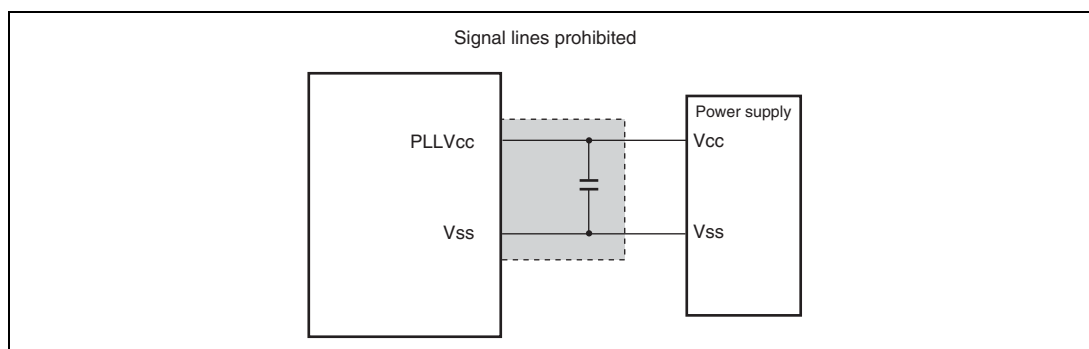 Signal lines prohibited
Power supply
PLLVcc
Vcc
Vss
Vss